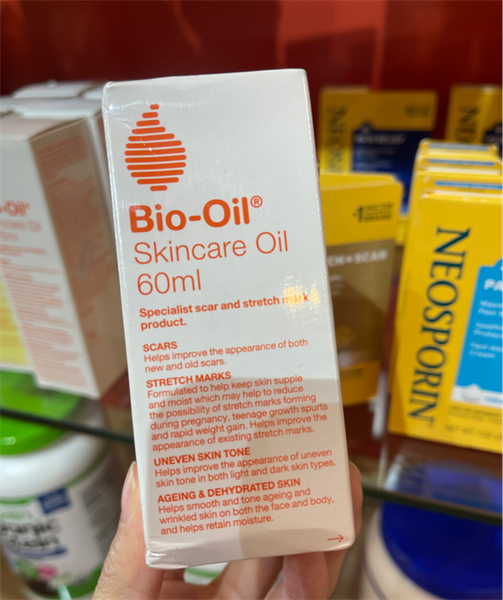 Bio-Oil®
Skincare Oil
60ml
Specialist scar and stretch mark
product.
SCARS
Helps improve the appearance of both
new and old scars.
STRETCH MARKS
Formulated to help keep skin supple
and moist which may help to reduce
the possibility of stretch marks forming
during pregnancy, teenage growth spurts
and rapid weight gain. Helps improve the
appearance of existing stretch marks.
UNEVEN SKIN TONE
Helps improve the appearance of uneven
skin tone in both light and dark skin types.
AGEING & DEHYDRATED SKIN
Helps smooth and tone ageing and
wrinkled skin on both the face and body,
and helps retain moisture.
-Oil®
NEOSPORIN
NEOSPORIN
+ SCAR